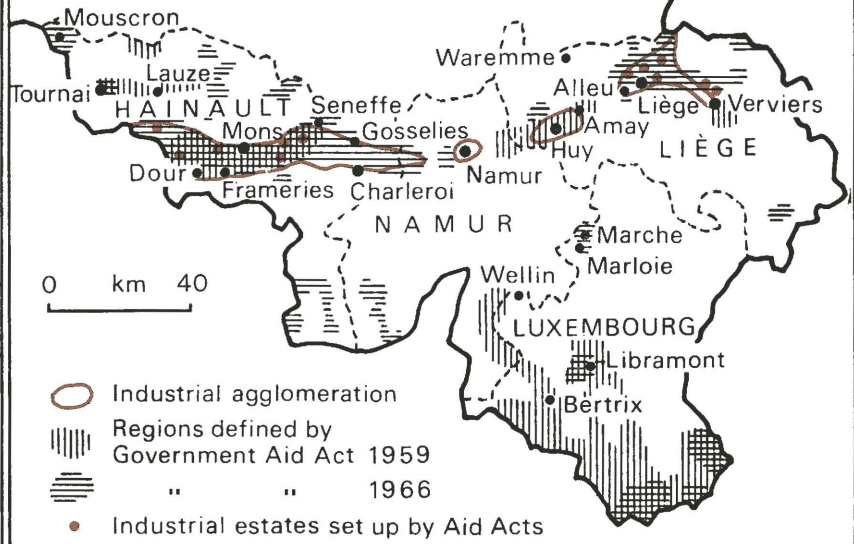 Mouscron
Waremme
Lauze
Tournai
Alleu
Liège
Verviers
HAINAULT
Seneffe
Amay
Mons
Gosselies
Huy
LIÈGE
Dour
Namur
Frameries
Charleroi
NAMUR
Marche
Marloie
Wellin
0 km 40
LUXEMBOURG
Libramont
Bertrix
Industrial agglomeration
Regions defined by
Government Aid Act 1959
" " 1966
Industrial estates set up by Aid Acts